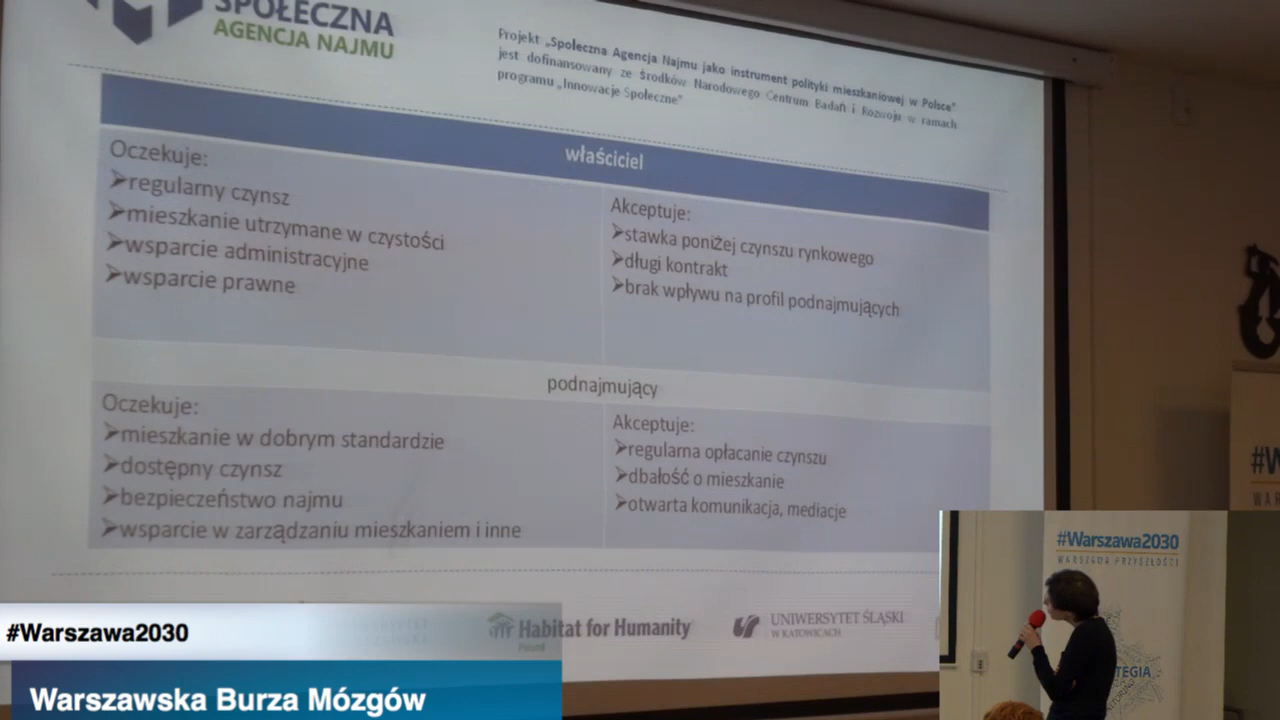 SPOŁECZNA
AGENCJA NAJMU
Projekt „Społeczna Agencja Najmu jako instrument polityki mieszkaniowej w Polsce"
jest dofinansowany ze środków Narodowego Centrum Badań i Rozwoju w ramach
programu „Innowacje Społeczne"
właściciel
Oczekuje:
➢regularny czynsz
➢mieszkanie utrzymane w czystości
➢wsparcie administracyjne
➢wsparcie prawne
Akceptuje:
➢stawka poniżej czynszu rynkowego
➢długi kontrakt
➢brak wpływu na profil podnajmujących
podnajmujący
Oczekuje:
➢mieszkanie w dobrym standardzie
➢dostępny czynsz
➢bezpieczeństwo najmu
➢wsparcie w zarządzaniu mieszkaniem i inne
Akceptuje:
➢regularna opłacanie czynszu
➢dbałość o mieszkanie
➢otwarta komunikacja, mediacje
Habitat for Humanity
Poland
UNIWERSYTET ŚLĄSKI
W KATOWICACH
#Warszawa2030
Warszawska Burza Mózgów
#W
WAR
#Warszawa2030
WARSZAWA PRZYSZŁOŚCI
TEGIA